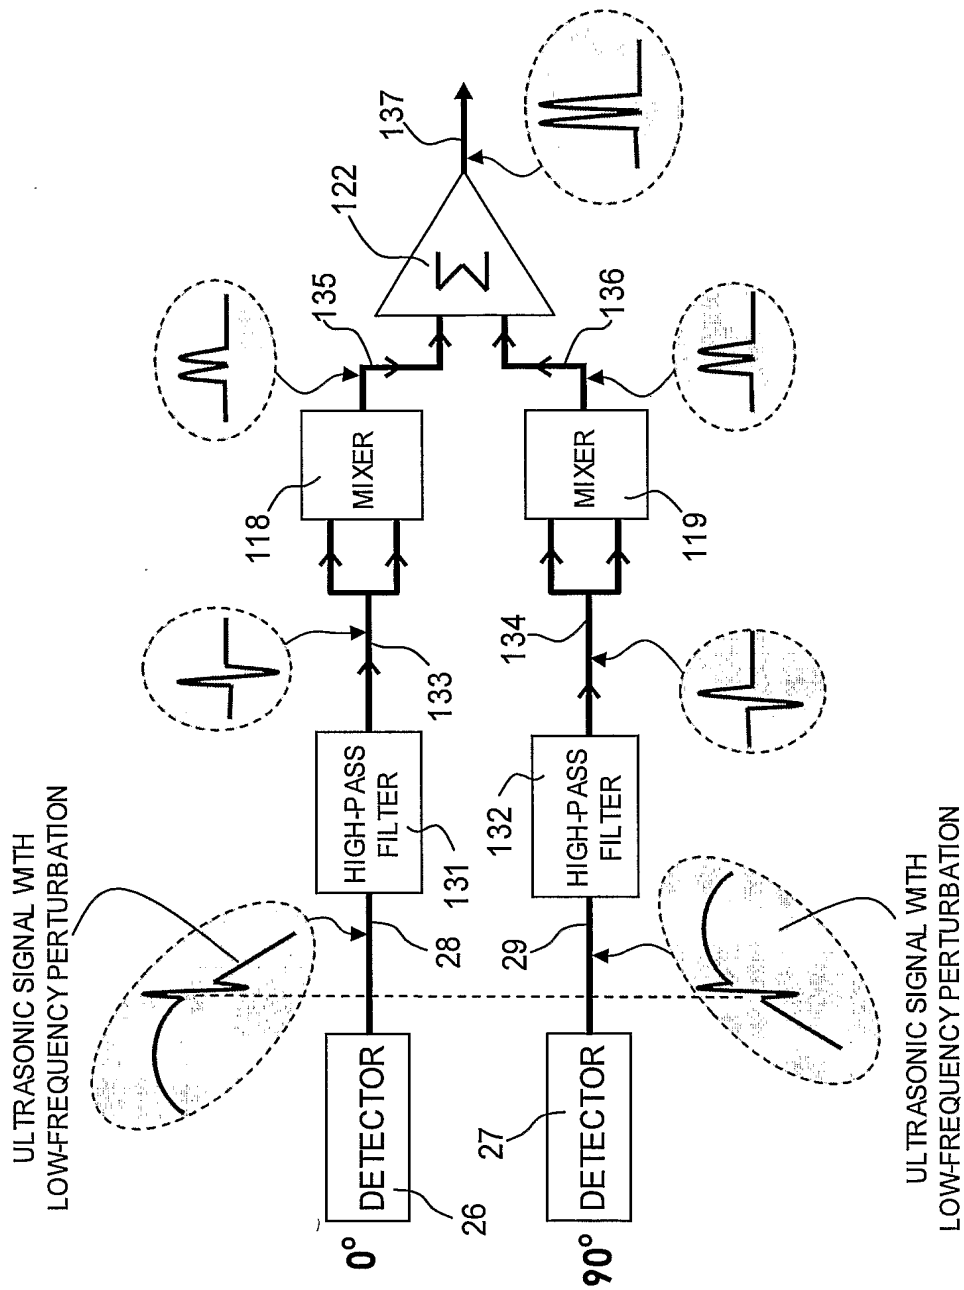 ULTRASONIC SIGNAL WITH
LOW-FREQUENCY PERTURBATION
0°
DETECTOR
26
28
HIGH-PASS
FILTER
131
133
118
MIXER
135
122
Σ
137
90°
DETECTOR
27
29
HIGH-PASS
FILTER
132
134
119
MIXER
136
ULTRASONIC SIGNAL WITH
LOW-FREQUENCY PERTURBATION